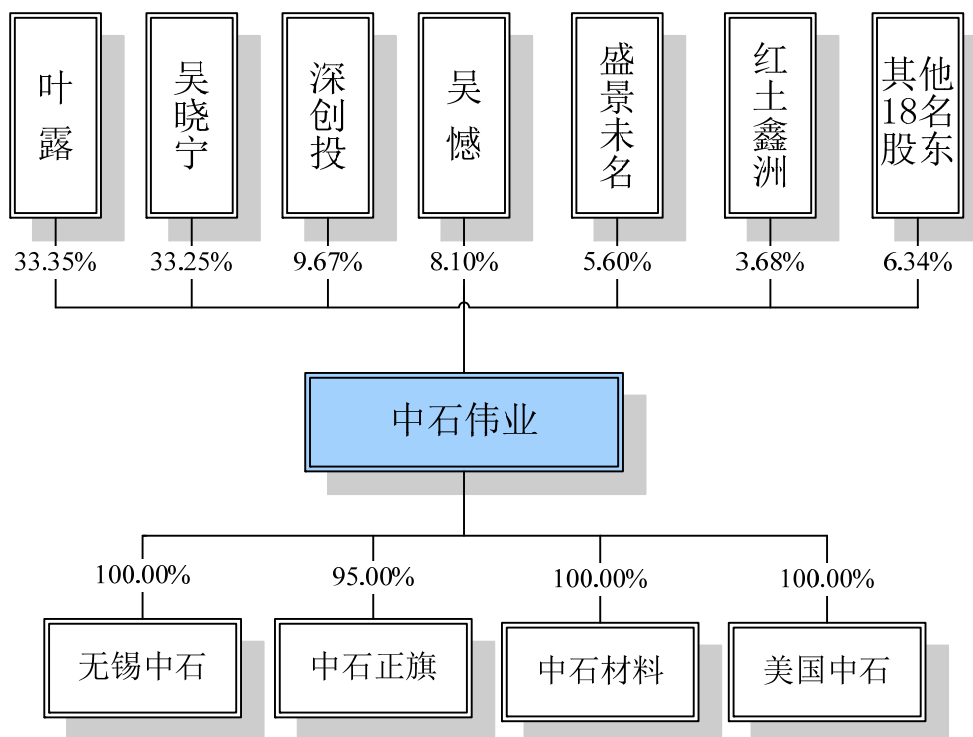 叶露
吴晓宁
深创投
吴憾
盛景未名
红土鑫洲
其他
18名
股东
33.35%
33.25%
9.67%
8.10%
5.60%
3.68%
6.34%
中石伟业
100.00%
95.00%
100.00%
100.00%
无锡中石
中石正旗
中石材料
美国中石